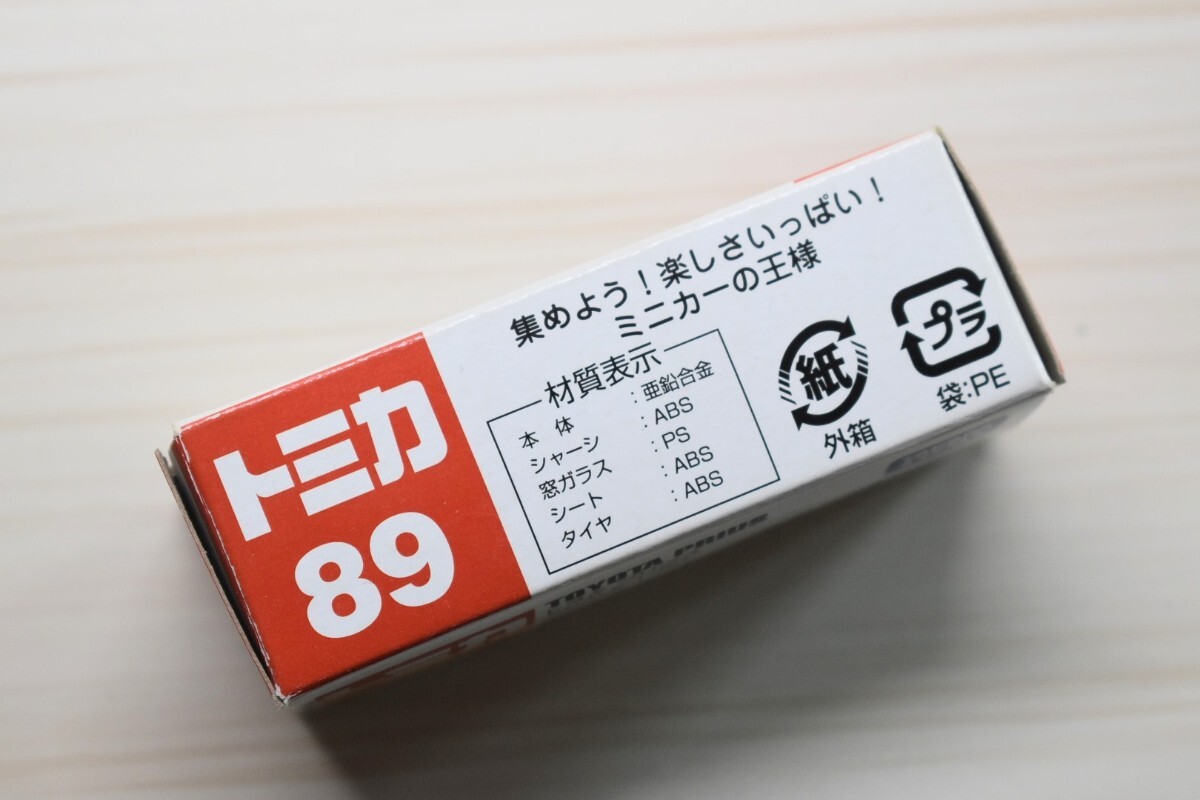 トミカ
89
集めよう！楽しさいっぱい！
ミニカーの王様
材質表示
本 体 : 亜鉛合金
シャーシ : ABS
窓ガラス : PS
シート : ABS
タイヤ : ABS
紙
外箱
プラ
袋:PE
TOYOTA PRIUS